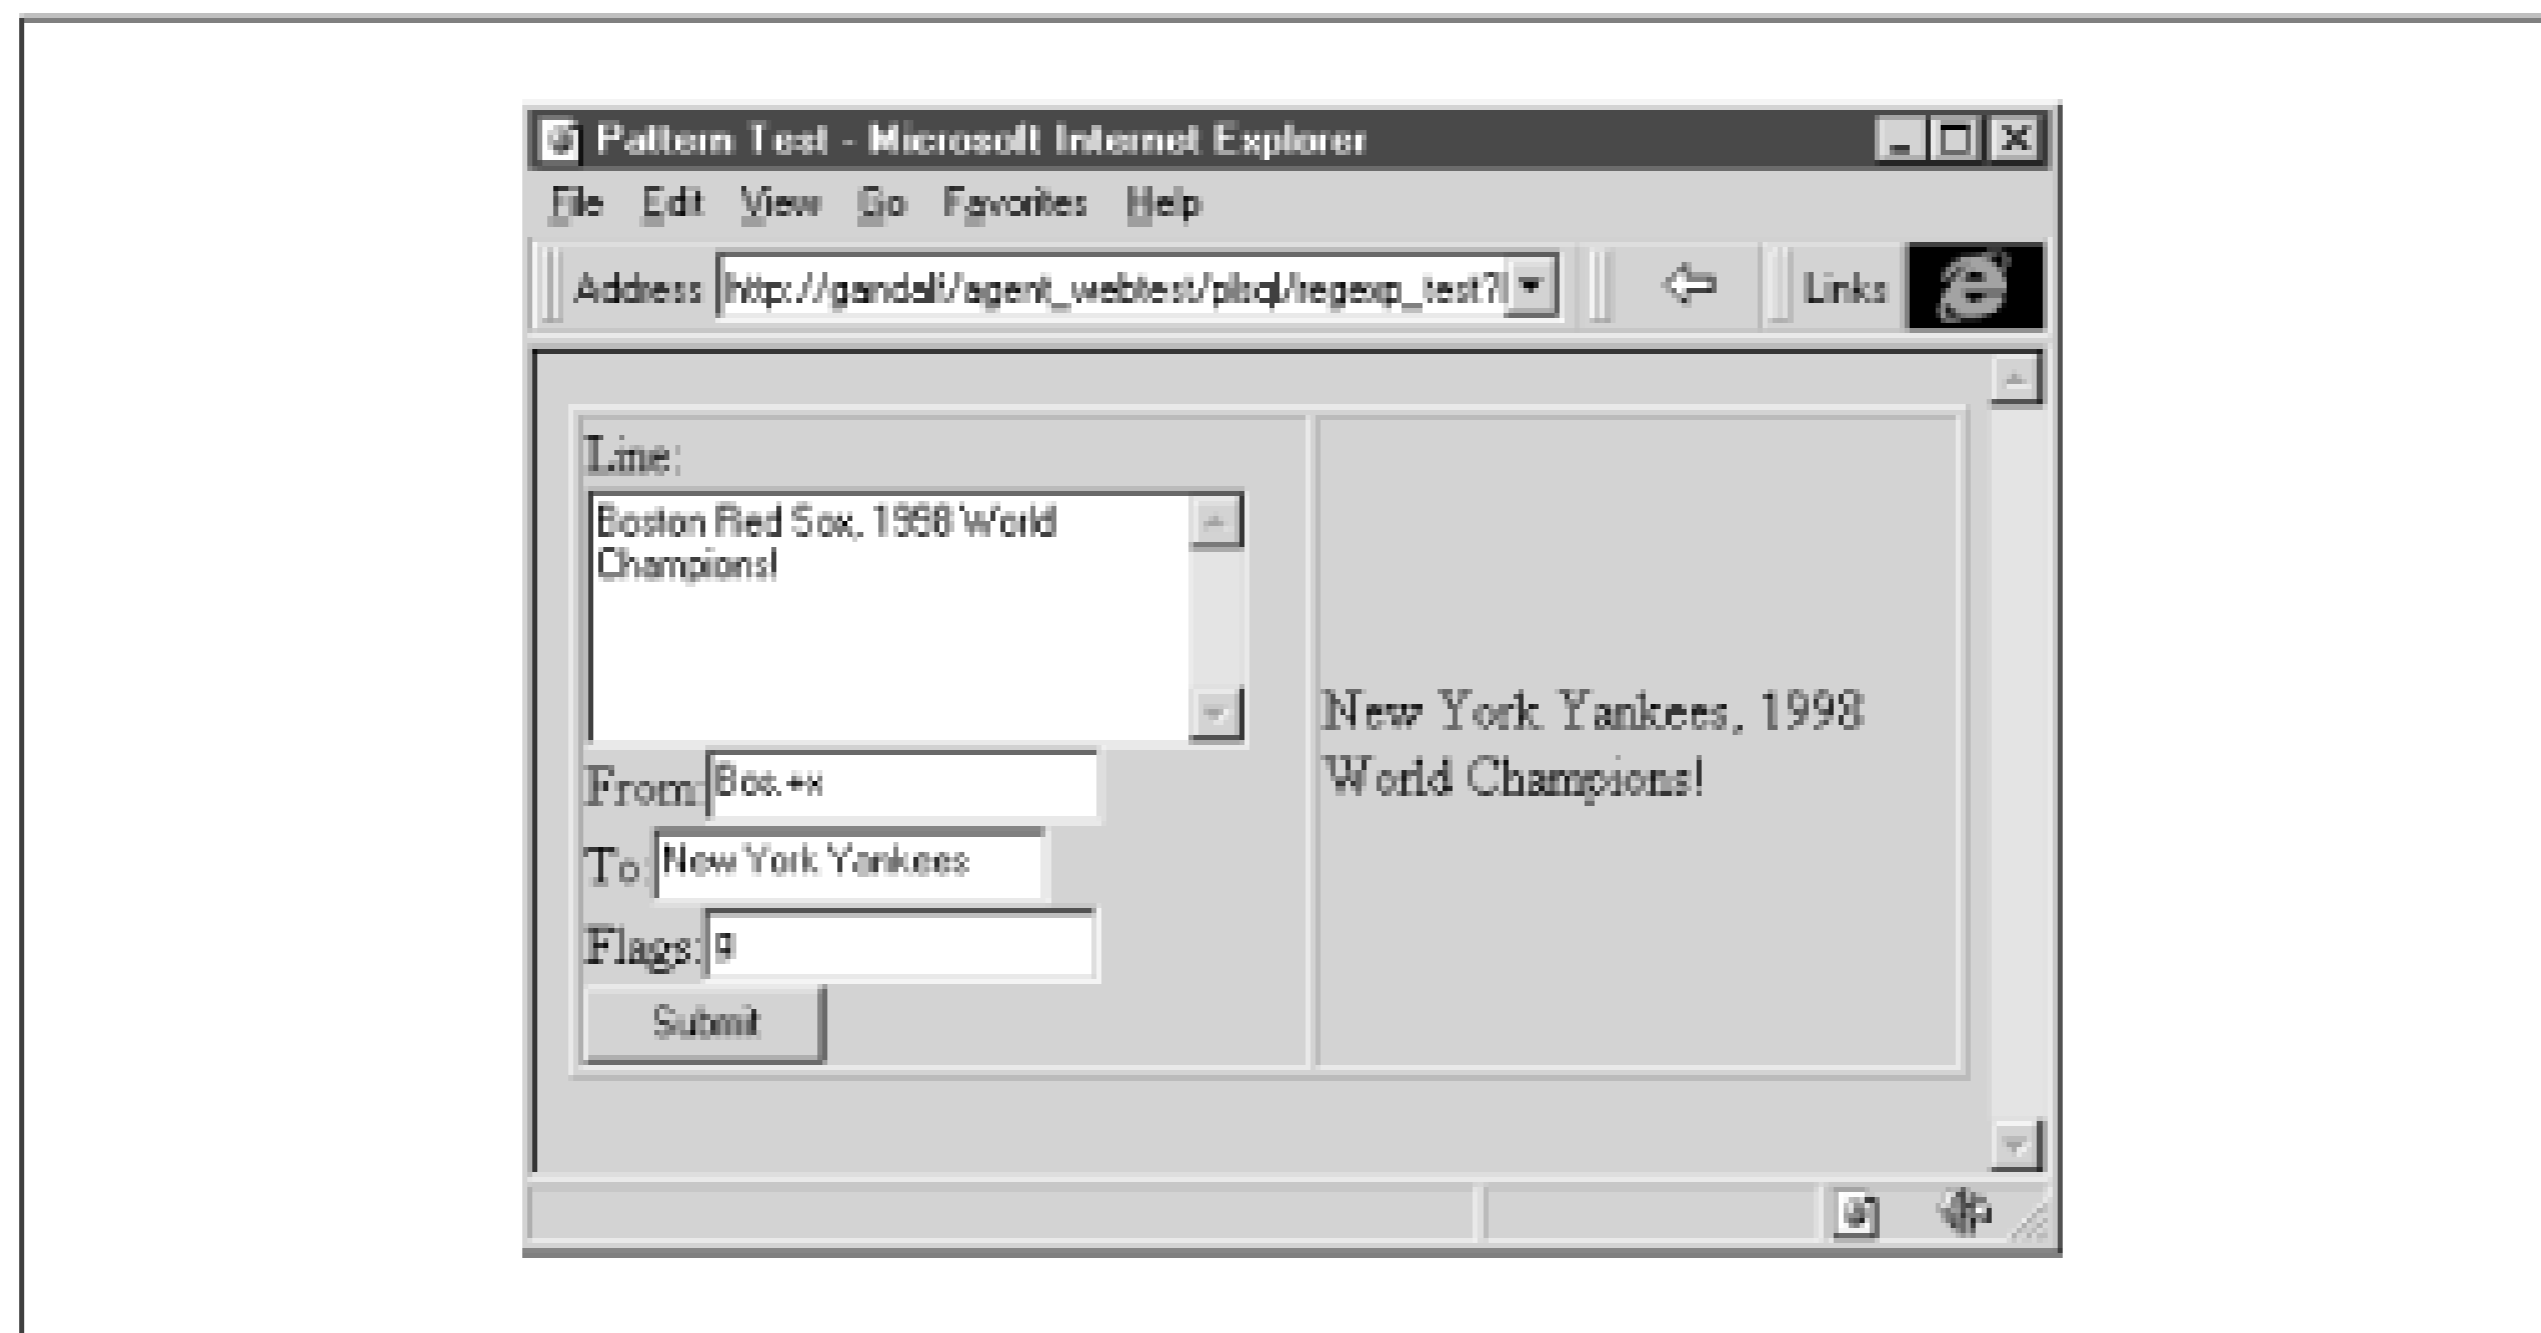 Pattern Test - Microsoft Internet Explorer
File Edit View Go Favorites Help
Address http://gandalf/agent_webtest/plsql/regexp_test?l
Links
Line:
Boston Red Sox, 1998 World
Champions!
From: Bos.+x
To: New York Yankees
Flags: g
Submit
New York Yankees, 1998
World Champions!